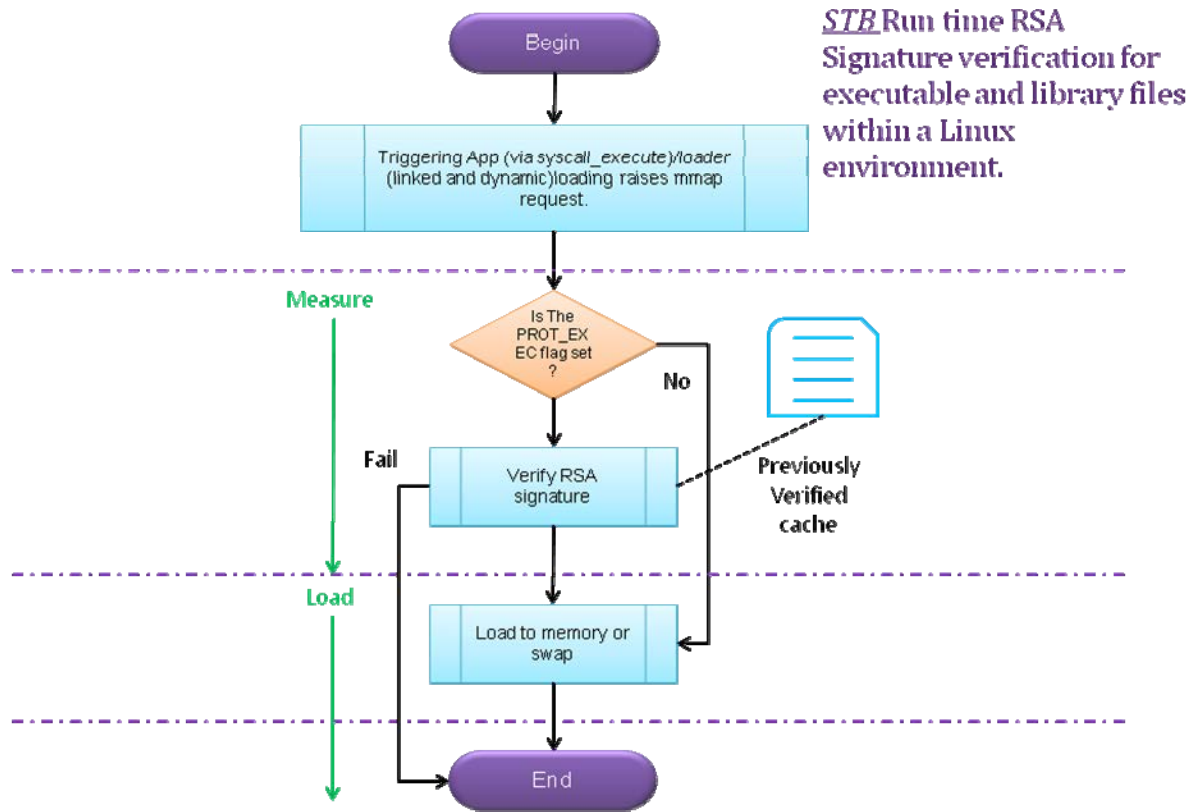 Begin
STB Run time RSA
Signature verification for
executable and library files
within a Linux
environment.
Triggering App (via syscall_execute)/loader
(linked and dynamic)loading raises mmap
request.
Measure
Is The
PROT_EX
EC flag set
?
No
Fail
Verify RSA
signature
Previously
Verified
cache
Load
Load to memory or
swap
End